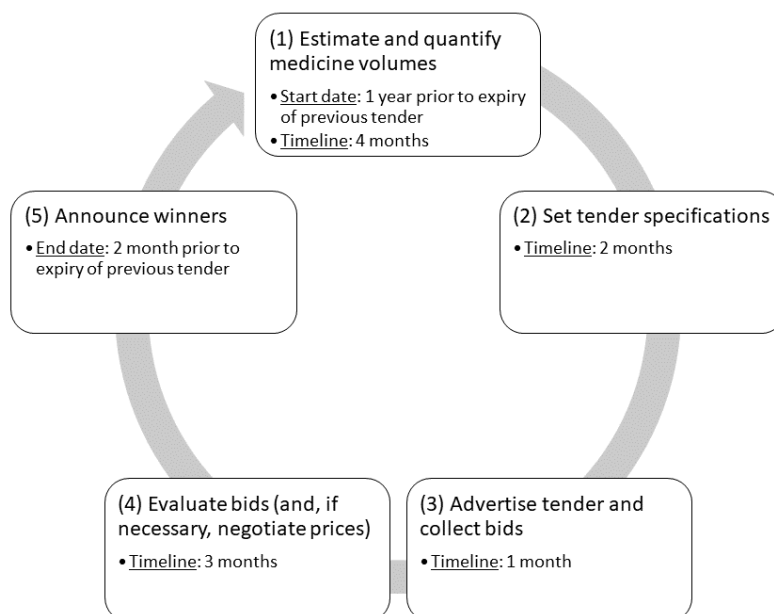 (1) Estimate and quantify
medicine volumes
• Start date: 1 year prior to expiry
of previous tender
• Timeline: 4 months
(2) Set tender specifications
• Timeline: 2 months
(3) Advertise tender and
collect bids
• Timeline: 1 month
(4) Evaluate bids (and, if
necessary, negotiate prices)
• Timeline: 3 months
(5) Announce winners
• End date: 2 month prior to
expiry of previous tender